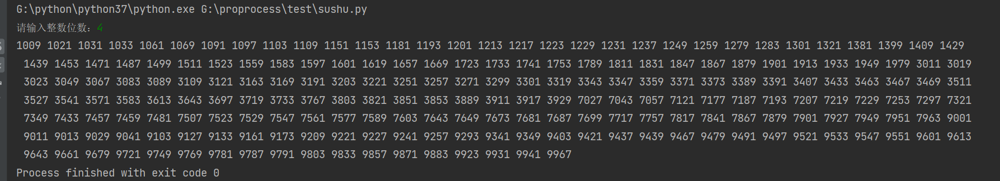 G:\python\python37\python.exe G:\proprocess\test\sushu.py
请输入整数位数：4
1009 1021 1031 1033 1061 1069 1091 1097 1103 1109 1151 1153 1181 1193 1201 1213 1217 1223 1229 1231 1237 1249 1259 1279 1283 1301 1321 1381 1399 1409 1429
1439 1453 1471 1487 1499 1511 1523 1559 1583 1597 1601 1619 1657 1669 1723 1733 1741 1753 1789 1811 1831 1847 1867 1879 1901 1913 1933 1949 1979 3011 3019
3023 3049 3067 3083 3089 3109 3121 3163 3169 3191 3203 3221 3251 3257 3271 3299 3301 3319 3343 3347 3359 3371 3373 3389 3391 3407 3433 3463 3467 3469 3511
3527 3541 3571 3583 3613 3643 3697 3719 3733 3767 3803 3821 3851 3853 3889 3911 3917 3929 7027 7043 7057 7121 7177 7187 7193 7207 7219 7229 7253 7297 7321
7349 7433 7457 7459 7481 7507 7523 7529 7547 7561 7577 7589 7603 7643 7649 7673 7681 7687 7699 7717 7757 7817 7841 7867 7879 7901 7927 7949 7951 7963 9001
9011 9013 9029 9041 9103 9127 9133 9161 9173 9209 9221 9227 9241 9257 9293 9341 9349 9403 9421 9437 9439 9467 9479 9491 9497 9521 9533 9547 9551 9601 9613
9643 9661 9679 9721 9749 9769 9781 9787 9791 9803 9833 9857 9871 9883 9923 9931 9941 9967
Process finished with exit code 0